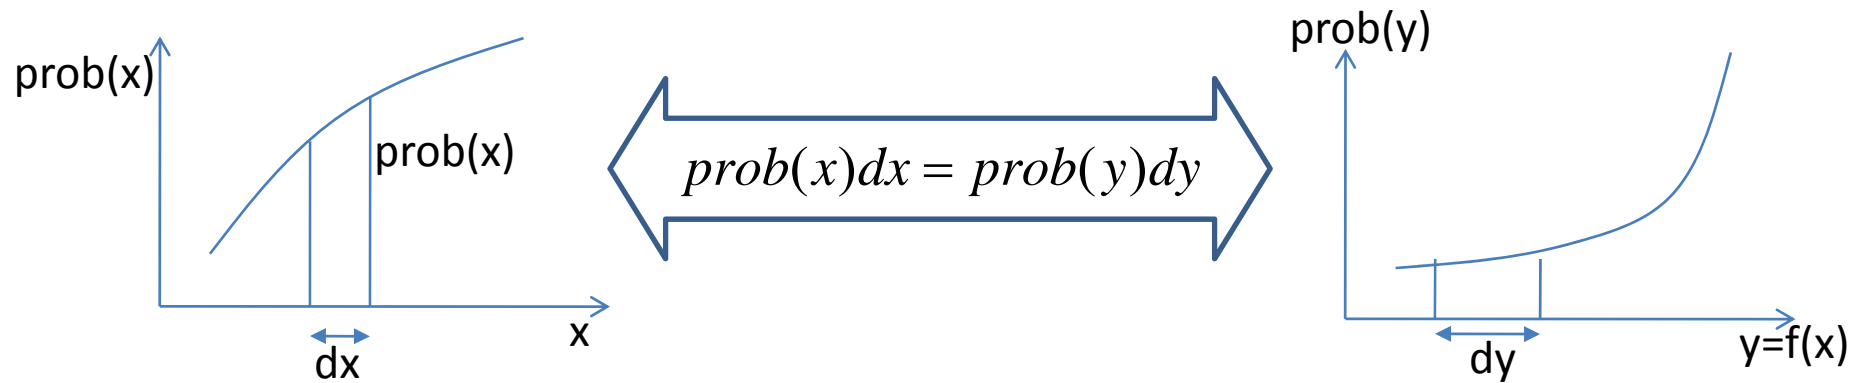 prob(x)
prob(x)
dx
x
prob(x)dx = prob(y)dy
prob(y)
dy
y=f(x)